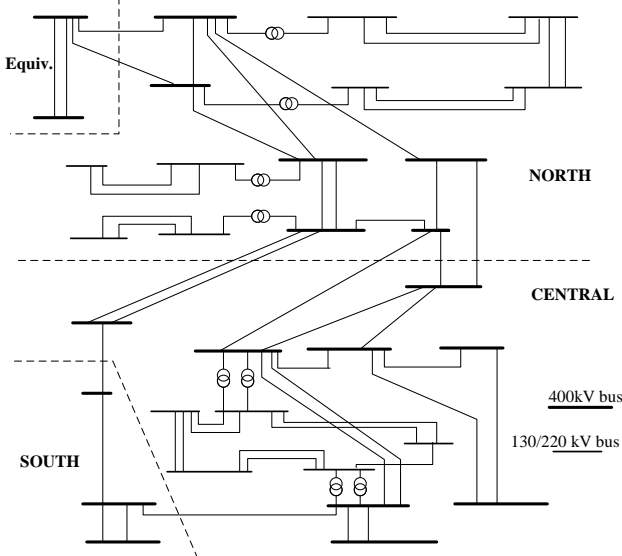 Equiv.
NORTH
CENTRAL
400kV bus
130/220 kV bus
SOUTH